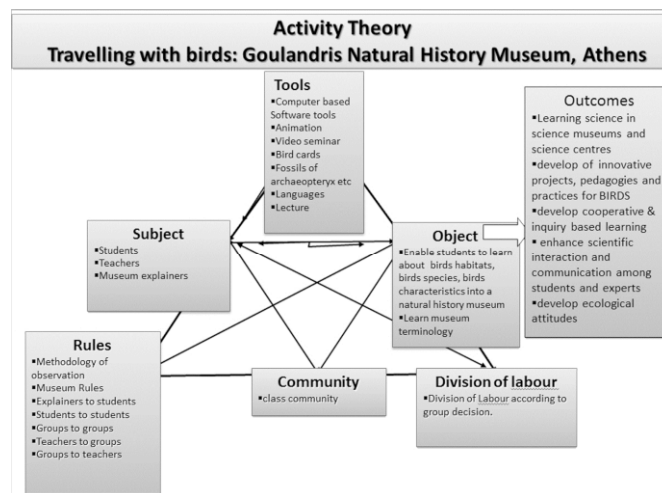 Activity Theory
Travelling with birds: Goulandris Natural History Museum, Athens
Tools
▪Computer based
Software tools
▪Animation
▪Video seminar
▪Bird cards
▪Fossils of
archaeopteryx etc
▪Languages
▪Lecture
Outcomes
▪Learning science in
science museums and
science centres
▪develop of innovative
projects, pedagogies and
practices for BIRDS
▪develop cooperative &
inquiry based learning
▪ enhance scientific
interaction and
communication among
students and experts
▪develop ecological
attitudes
Subject
▪Students
▪Teachers
▪Museum explainers
Object
▪Enable students to learn
about birds habitats,
birds species, birds
characteristics into a
natural history museum
▪Learn museum
terminology
Rules
▪Methodology of
observation
▪Museum Rules
▪Explainers to students
▪Students to students
▪Groups to groups
▪Teachers to groups
▪Groups to teachers
Community
▪class community
Division of labour
▪Division of Labour according to
group decision.